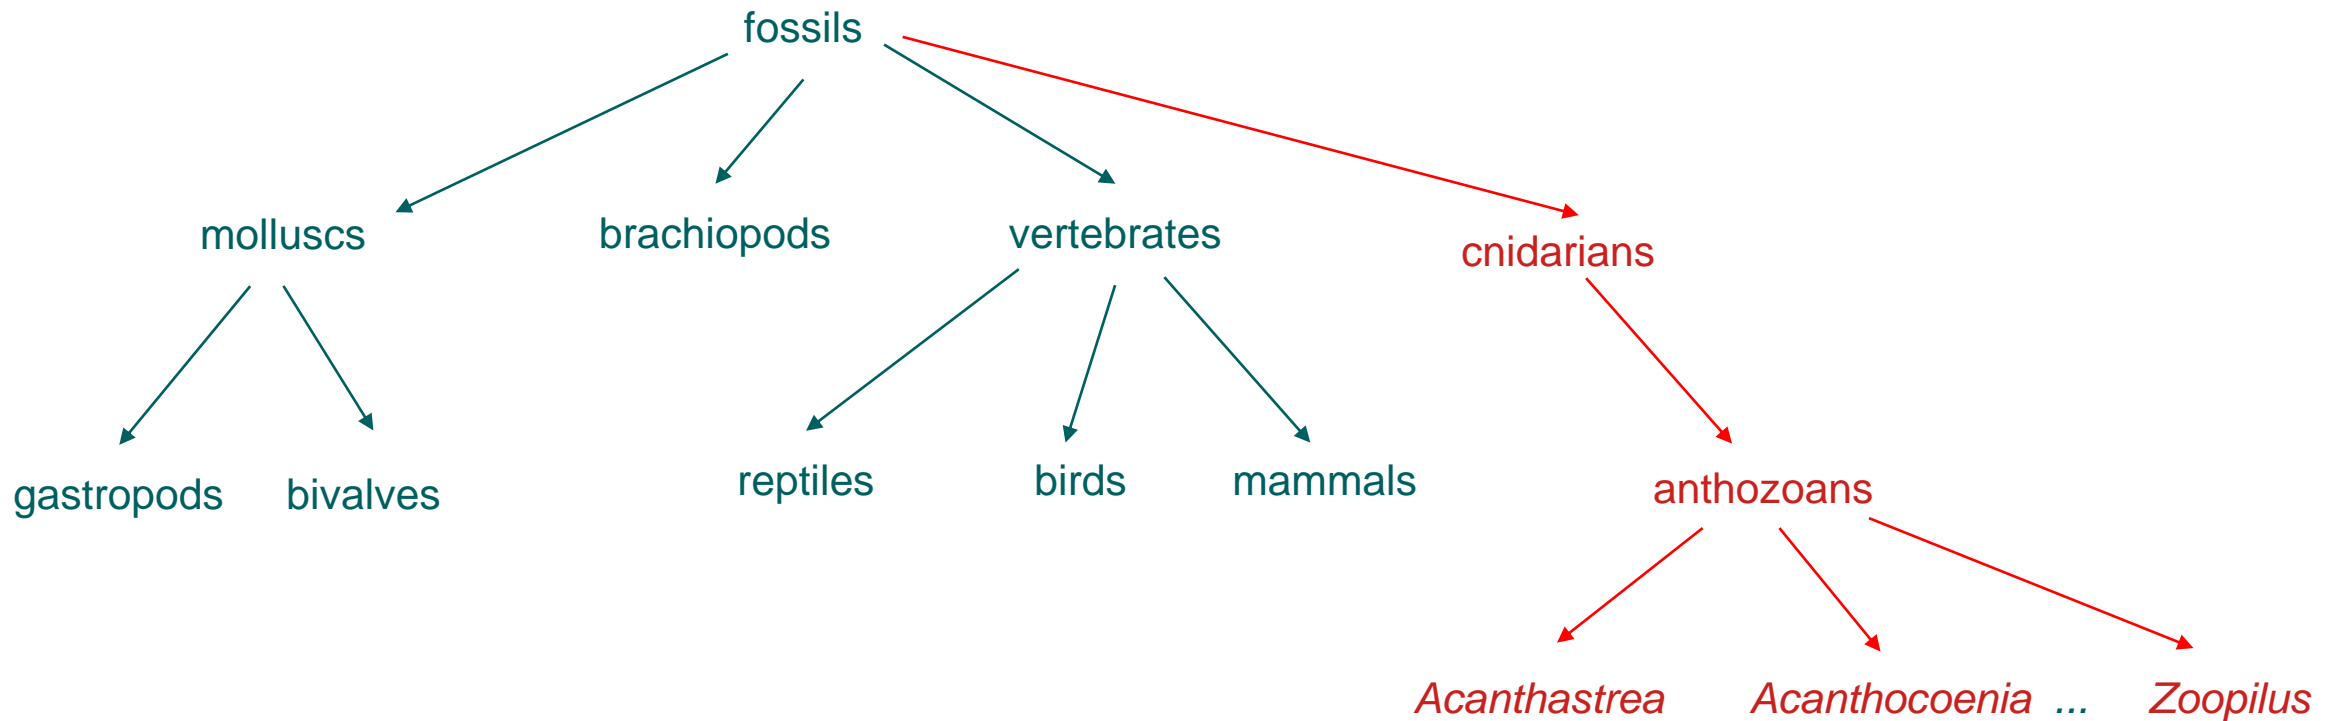 fossils
molluscs brachiopods vertebrates cnidarians
gastropods bivalves reptiles birds mammals anthozoans
Acanthastrea Acanthocoenia ... Zoopilus